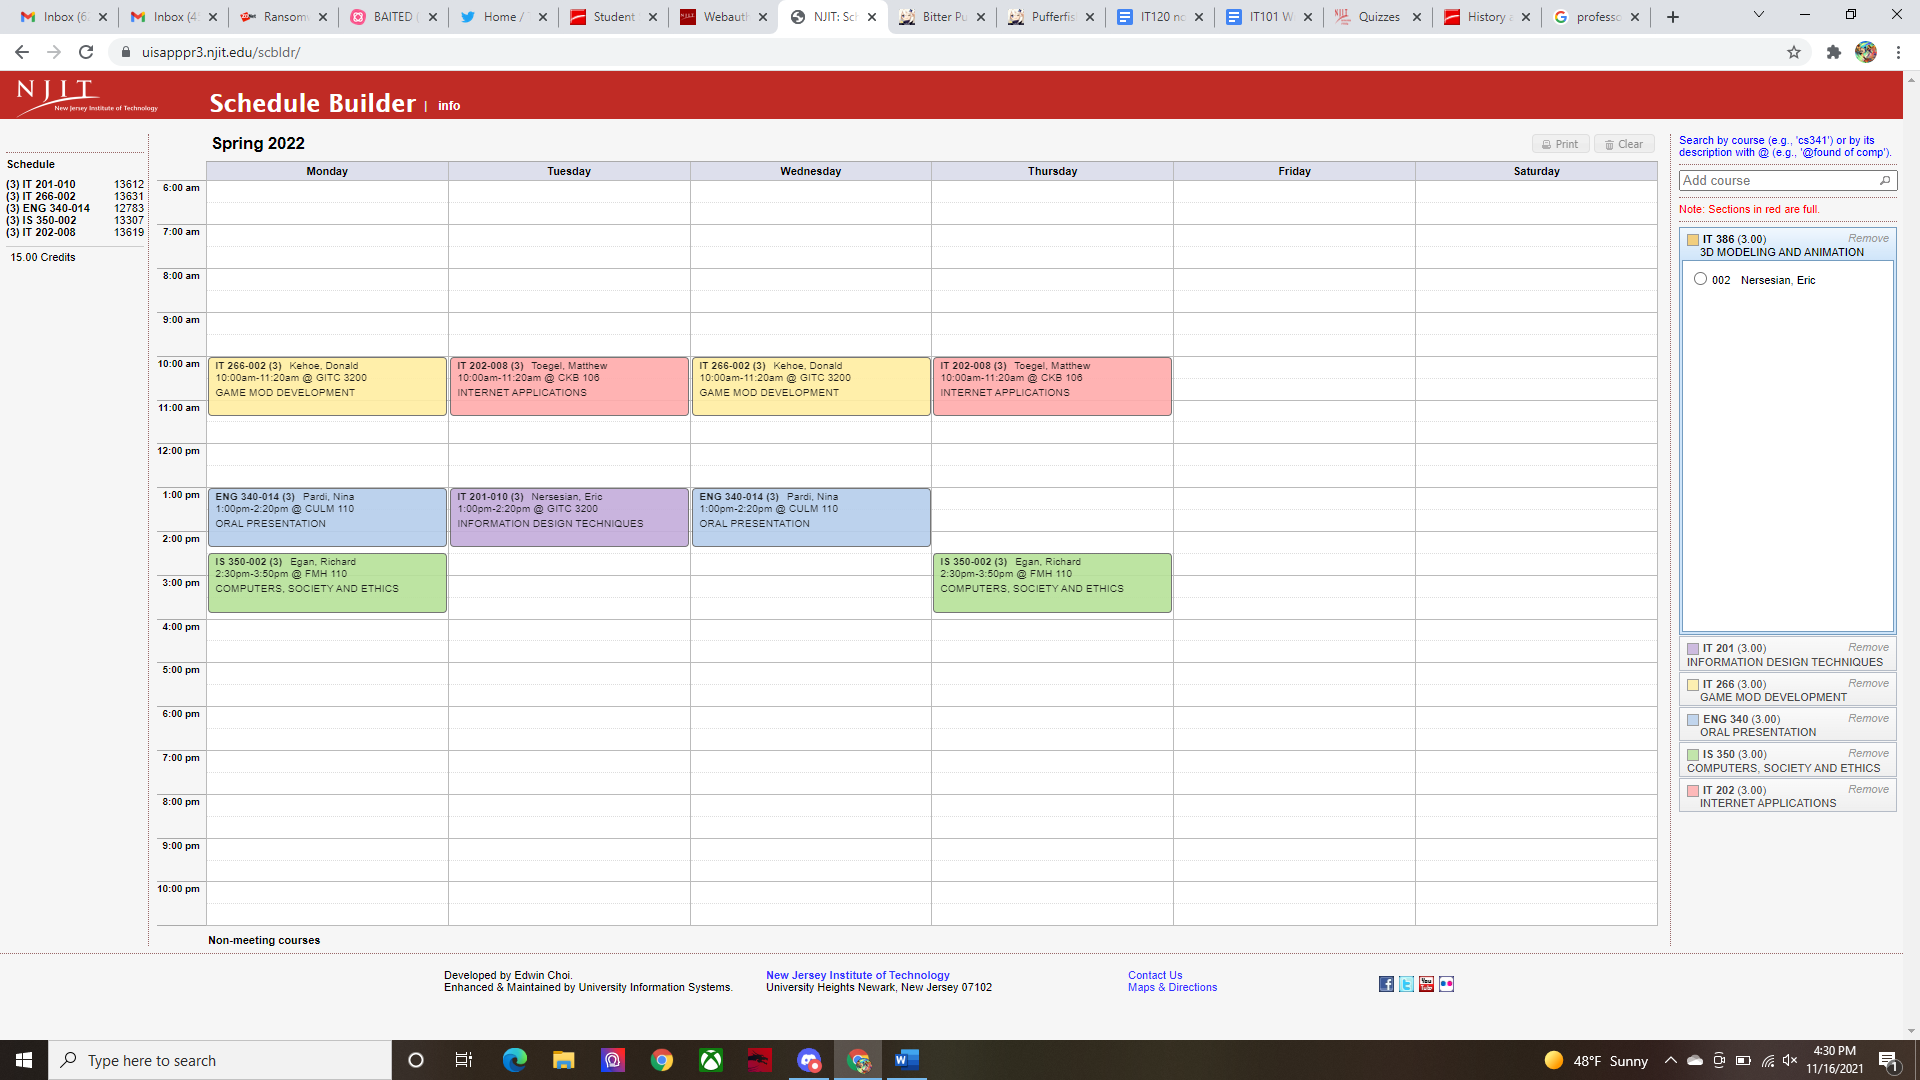 Inbox (6
Inbox (4
Ransom
BAITED (
Home /
Student
Webaut
NJIT: Sc
Bitter Pu
Pufferfis
IT120 no
IT101 W
Quizzes
History a
professo
uisapppr3.njit.edu/scbldr/
NJIT
New Jersey Institute of Technology
Schedule Builder | info
Schedule
(3) IT 201-010 13612
(3) IT 266-002 13631
(3) ENG 340-014 12783
(3) IS 350-002 13307
(3) IT 202-008 13619
15.00 Credits
Spring 2022
Print Clear
Monday Tuesday Wednesday Thursday Friday Saturday
6:00 am
7:00 am
8:00 am
9:00 am
10:00 am
11:00 am
12:00 pm
1:00 pm
2:00 pm
3:00 pm
4:00 pm
5:00 pm
6:00 pm
7:00 pm
8:00 pm
9:00 pm
10:00 pm
IT 266-002 (3) Kehoe, Donald
10:00am-11:20am @ GITC 3200
GAME MOD DEVELOPMENT
IT 202-008 (3) Toegel, Matthew
10:00am-11:20am @ CKB 106
INTERNET APPLICATIONS
IT 266-002 (3) Kehoe, Donald
10:00am-11:20am @ GITC 3200
GAME MOD DEVELOPMENT
IT 202-008 (3) Toegel, Matthew
10:00am-11:20am @ CKB 106
INTERNET APPLICATIONS
ENG 340-014 (3) Pardi, Nina
1:00pm-2:20pm @ CULM 110
ORAL PRESENTATION
IT 201-010 (3) Nersesian, Eric
1:00pm-2:20pm @ GITC 3200
INFORMATION DESIGN TECHNIQUES
ENG 340-014 (3) Pardi, Nina
1:00pm-2:20pm @ CULM 110
ORAL PRESENTATION
IS 350-002 (3) Egan, Richard
2:30pm-3:50pm @ FMH 110
COMPUTERS, SOCIETY AND ETHICS
IS 350-002 (3) Egan, Richard
2:30pm-3:50pm @ FMH 110
COMPUTERS, SOCIETY AND ETHICS
Non-meeting courses
Search by course (e.g., 'cs341') or by its
description with @ (e.g., '@found of comp').
Add course
Note: Sections in red are full.
IT 386 (3.00) Remove
3D MODELING AND ANIMATION
002 Nersesian, Eric
IT 201 (3.00) Remove
INFORMATION DESIGN TECHNIQUES
IT 266 (3.00) Remove
GAME MOD DEVELOPMENT
ENG 340 (3.00) Remove
ORAL PRESENTATION
IS 350 (3.00) Remove
COMPUTERS, SOCIETY AND ETHICS
IT 202 (3.00) Remove
INTERNET APPLICATIONS
Developed by Edwin Choi.
Enhanced & Maintained by University Information Systems.
New Jersey Institute of Technology
University Heights Newark, New Jersey 07102
Contact Us
Maps & Directions
Type here to search
48°F Sunny
4:30 PM
11/16/2021
1